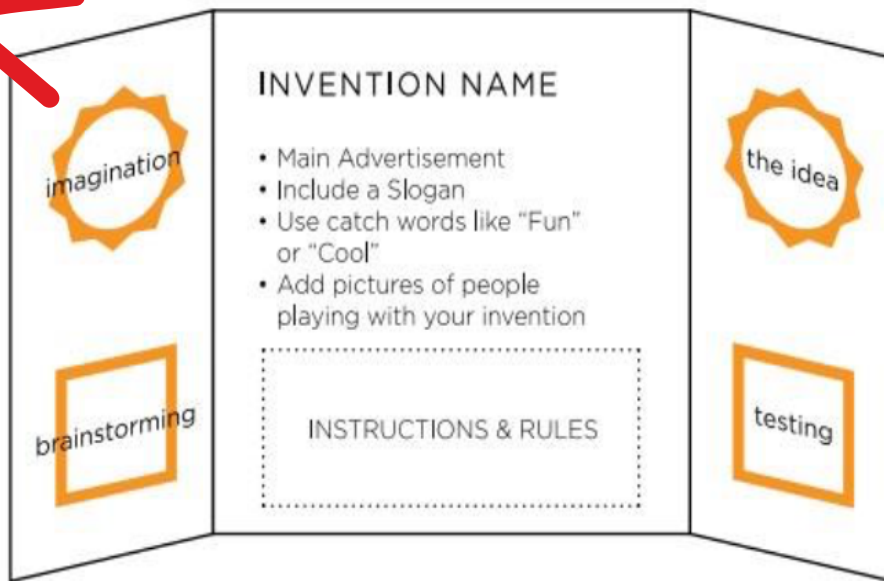 imagination
brainstorming
INVENTION NAME
• Main Advertisement
• Include a Slogan
• Use catch words like “Fun”
or “Cool”
• Add pictures of people
playing with your invention
INSTRUCTIONS & RULES
the idea
testing